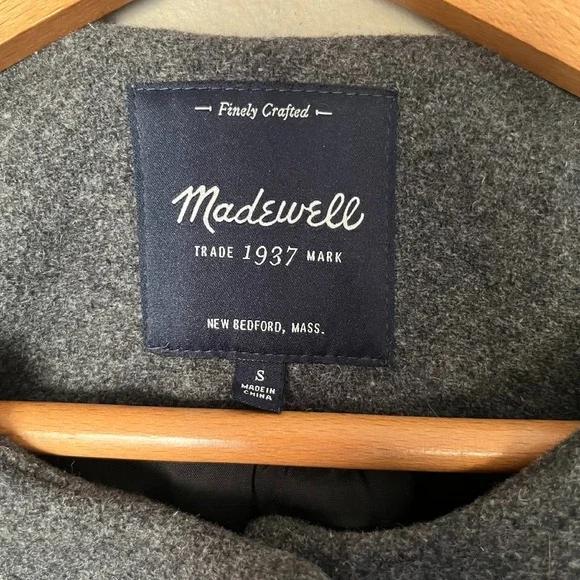 Finely Crafted
Madewell
TRADE 1937 MARK
NEW BEDFORD, MASS.
S
MADE IN
CHINA